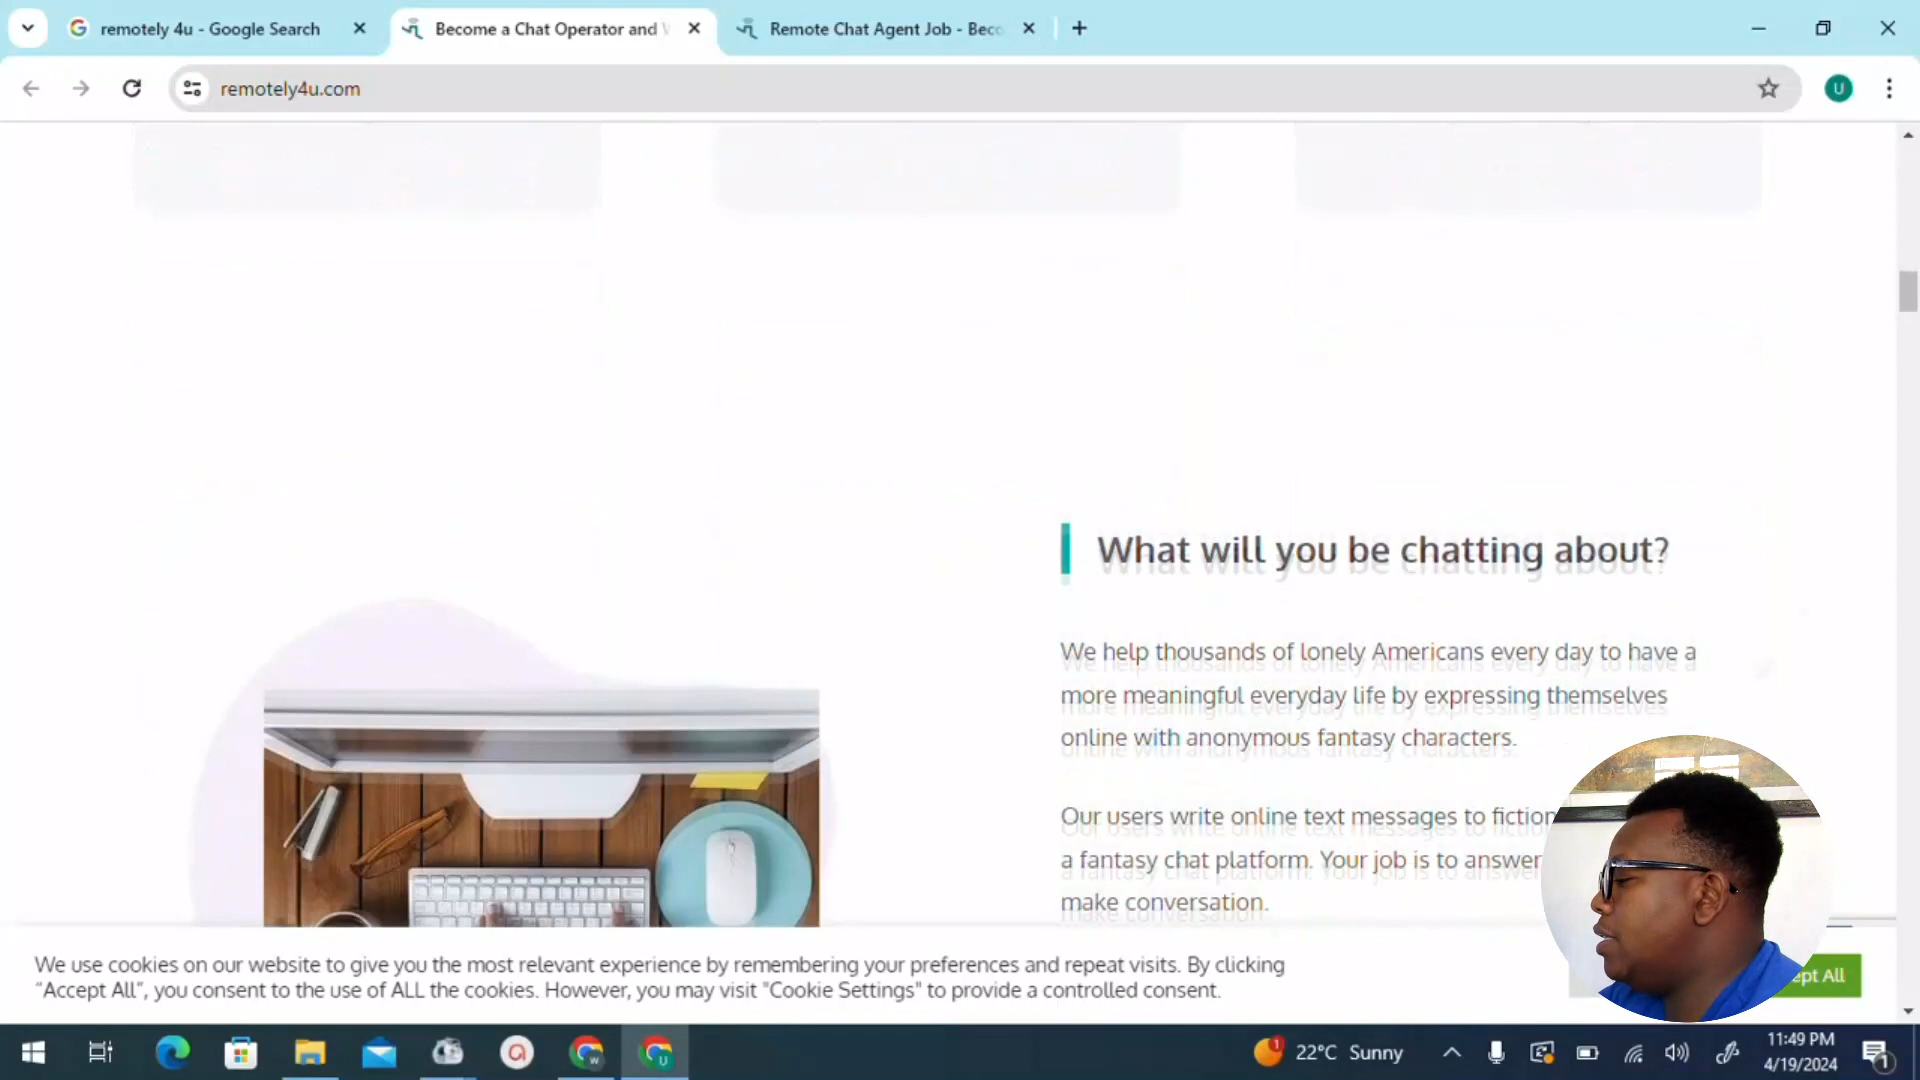 remotely 4u - Google Search
Become a Chat Operator and
Remote Chat Agent Job - Beco
remotely4u.com
U
What will you be chatting about?
We help thousands of lonely Americans every day to have a
more meaningful everyday life by expressing themselves
online with anonymous fantasy characters.
Our users write online text messages to fiction
a fantasy chat platform. Your job is to answer
make conversation.
We use cookies on our website to give you the most relevant experience by remembering your preferences and repeat visits. By clicking
“Accept All”, you consent to the use of ALL the cookies. However, you may visit "Cookie Settings" to provide a controlled consent.
ept All
22°C Sunny
11:49 PM
4/19/2024